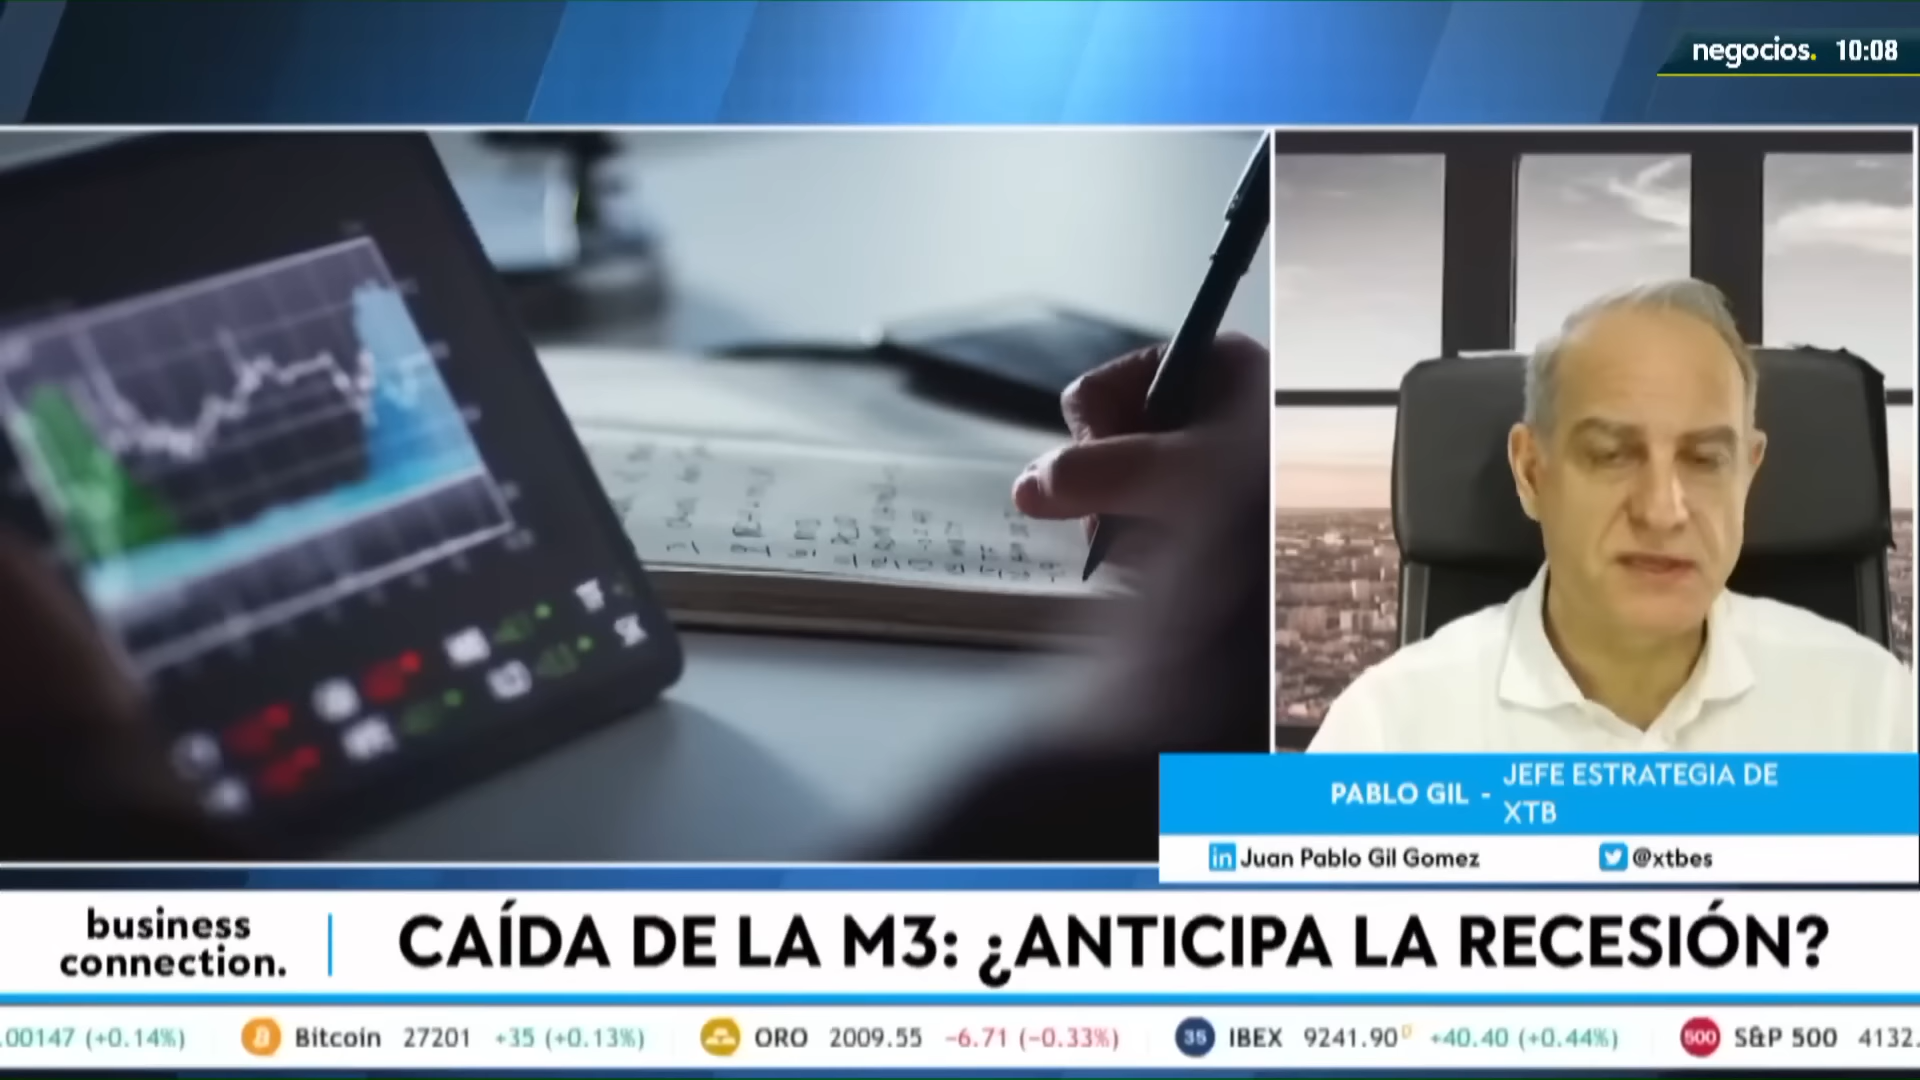 negocios. 10:08
PABLO GIL - JEFE ESTRATEGIA DE
XTB
in Juan Pablo Gil Gomez @xtbes
business
connection.
CAÍDA DE LA M3: ¿ANTICIPA LA RECESIÓN?
.00147 (+0.14%) Bitcoin 27201 +35 (+0.13%) ORO 2009.55 -6.71 (-0.33%) 35 IBEX 9241.90 D +40.40 (+0.44%) 500 S&P 500 4132.